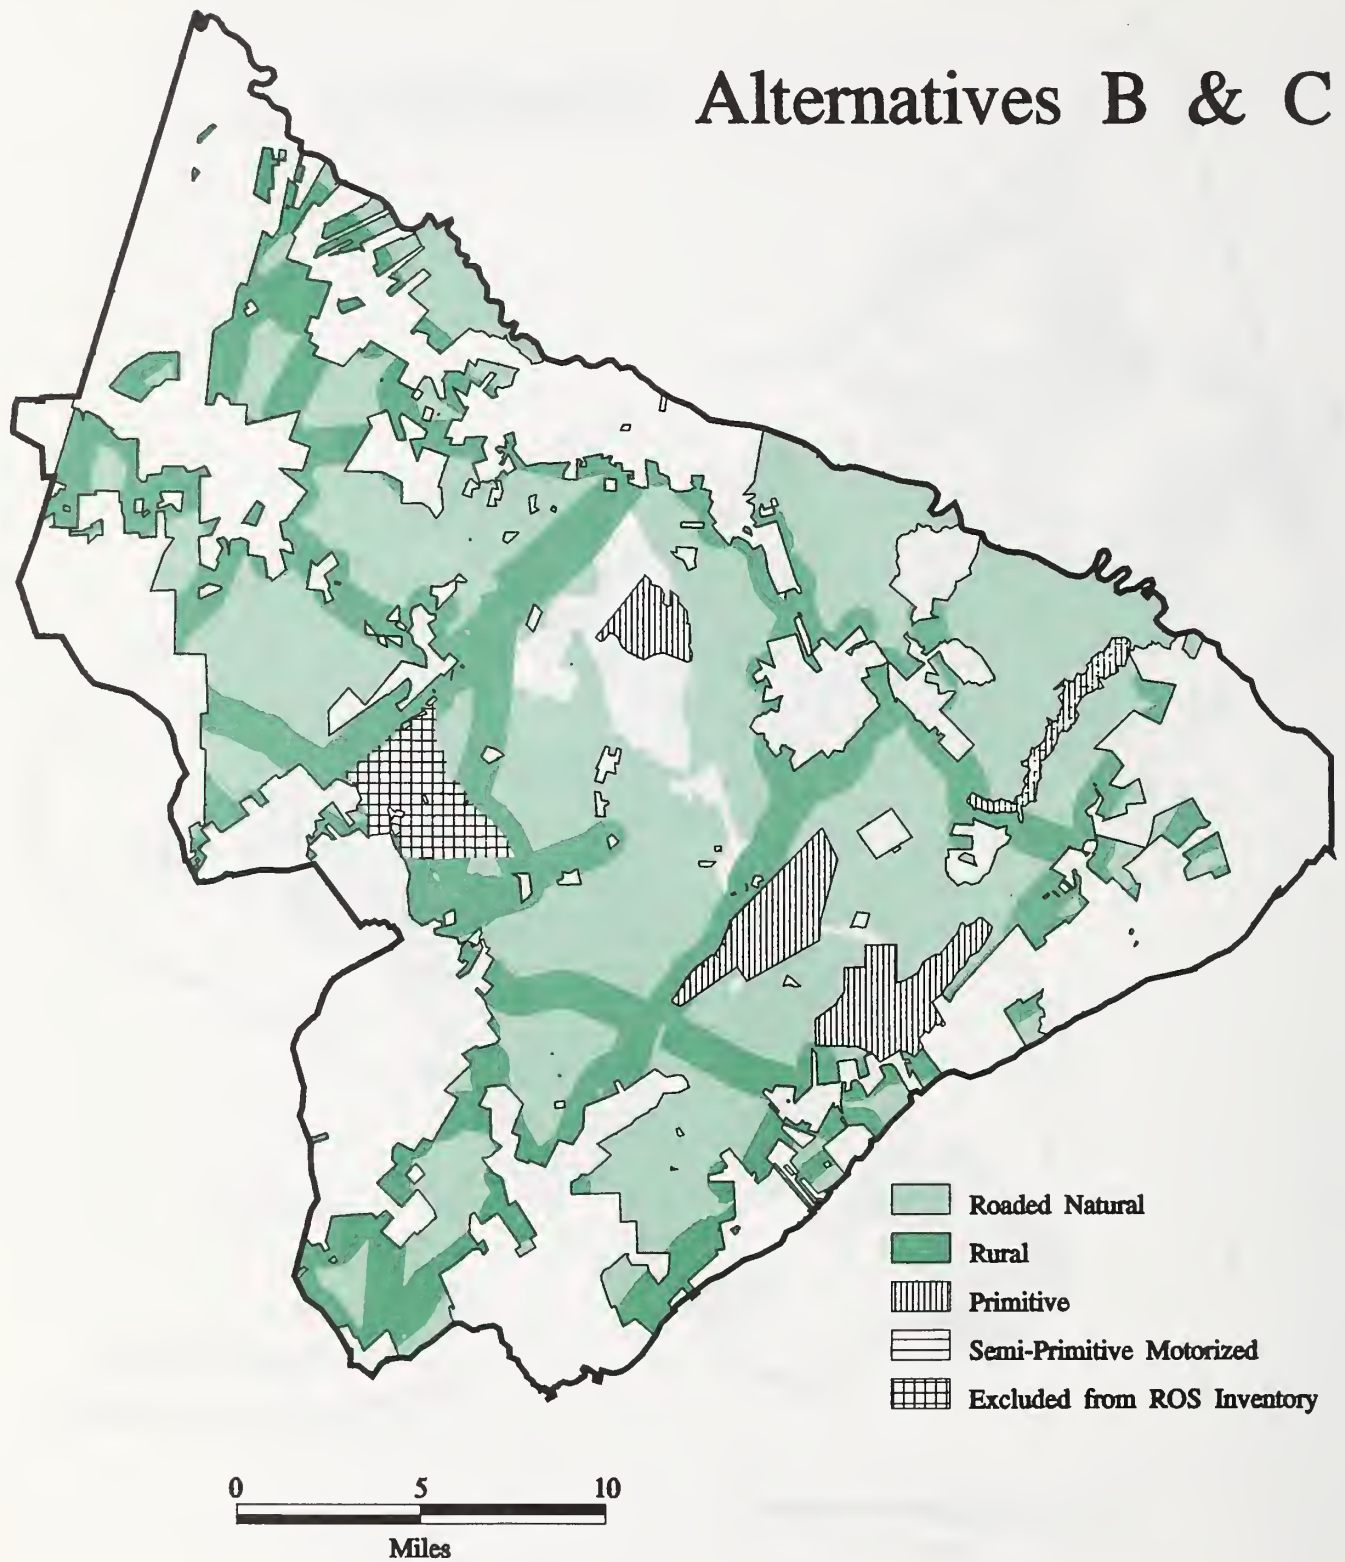 Alternatives B & C
Roaded Natural
Rural
Primitive
Semi-Primitive Motorized
Excluded from ROS Inventory
0 5 10
Miles